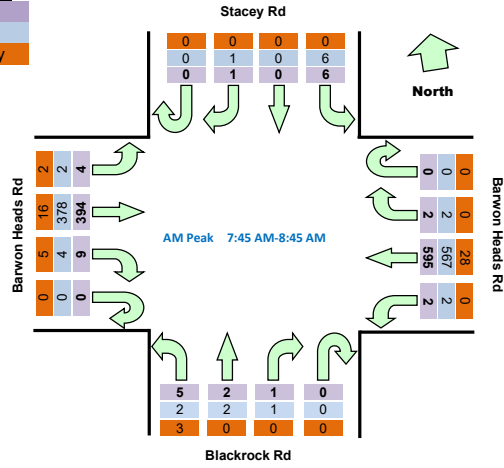 Stacey Rd
0 0 0 0
0 1 0 6
0 1 0 6
y
North
Barwon Heads Rd
2 2 4
16 378 394
5 4 9
0 0 0
AM Peak 7:45 AM-8:45 AM
0 0 0
2 2 0
595 567 28
2 2 0
Barwon Heads Rd
5 2 1 0
2 2 1 0
3 0 0 0
Blackrock Rd